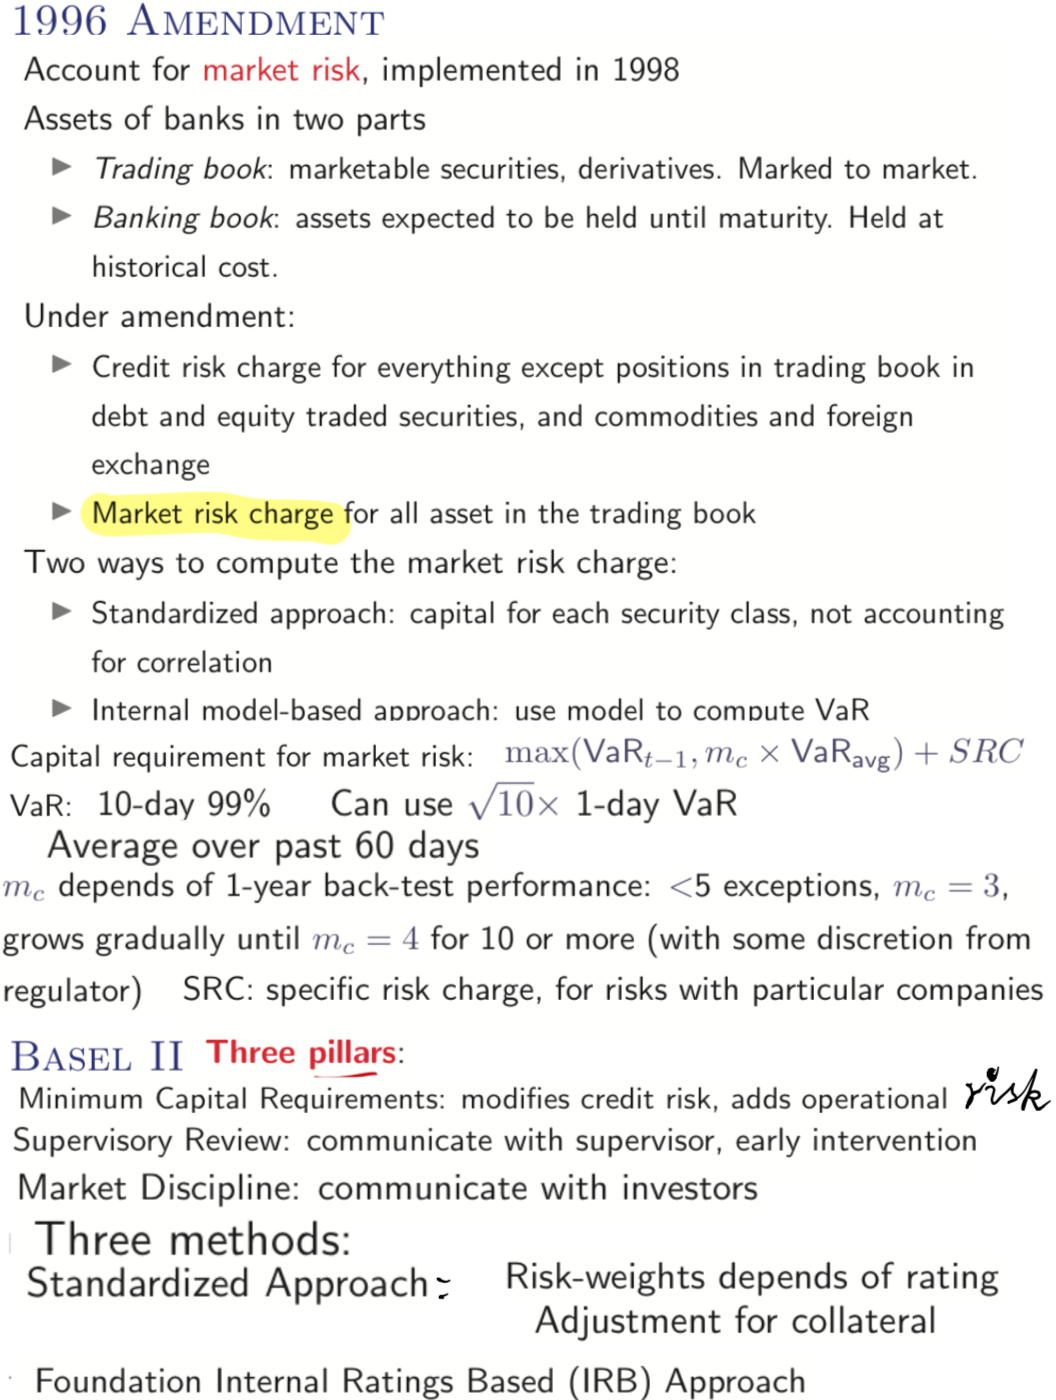 1996 AMENDMENT
Account for market risk, implemented in 1998
Assets of banks in two parts
▶ Trading book: marketable securities, derivatives. Marked to market.
▶ Banking book: assets expected to be held until maturity. Held at
historical cost.
Under amendment:
▶ Credit risk charge for everything except positions in trading book in
debt and equity traded securities, and commodities and foreign
exchange
▶ Market risk charge for all asset in the trading book
Two ways to compute the market risk charge:
▶ Standardized approach: capital for each security class, not accounting
for correlation
▶ Internal model-based approach: use model to compute VaR
Capital requirement for market risk: max(VaR_{t−1}, m_c × VaR_{avg}) + SRC
VaR: 10-day 99% Can use √10× 1-day VaR
Average over past 60 days
m_c depends of 1-year back-test performance: <5 exceptions, m_c = 3,
grows gradually until m_c = 4 for 10 or more (with some discretion from
regulator) SRC: specific risk charge, for risks with particular companies
BASEL II Three pillars:
Minimum Capital Requirements: modifies credit risk, adds operational risk
Supervisory Review: communicate with supervisor, early intervention
Market Discipline: communicate with investors
Three methods:
Standardized Approach: Risk-weights depends of rating
Adjustment for collateral
Foundation Internal Ratings Based (IRB) Approach